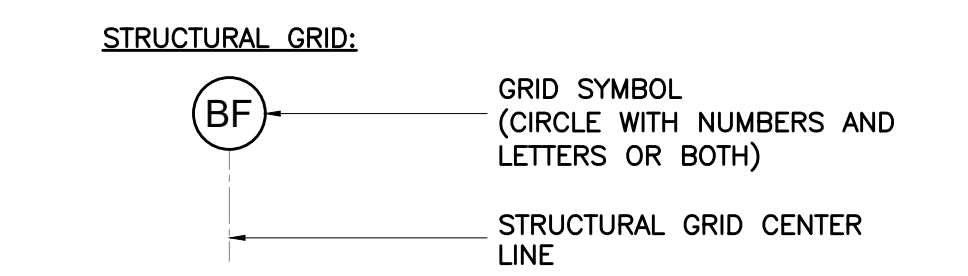 STRUCTURAL GRID:
BF
GRID SYMBOL
(CIRCLE WITH NUMBERS AND
LETTERS OR BOTH)
STRUCTURAL GRID CENTER
LINE